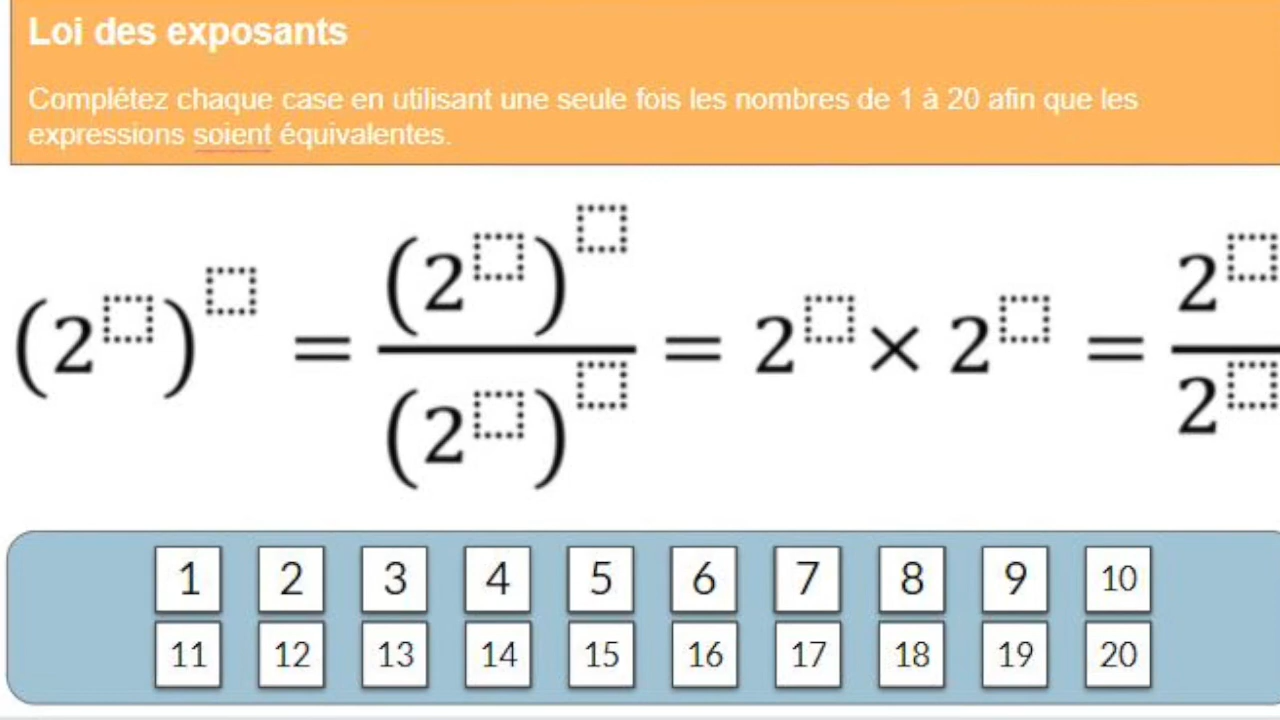 Loi des exposants
Complétez chaque case en utilisant une seule fois les nombres de 1 à 20 afin que les
expressions soient équivalentes.
(2^□)^□ = (2^□)^□ / (2^□)^□ = 2^□ × 2^□ = 2^□ / 2^□
1 2 3 4 5 6 7 8 9 10
11 12 13 14 15 16 17 18 19 20